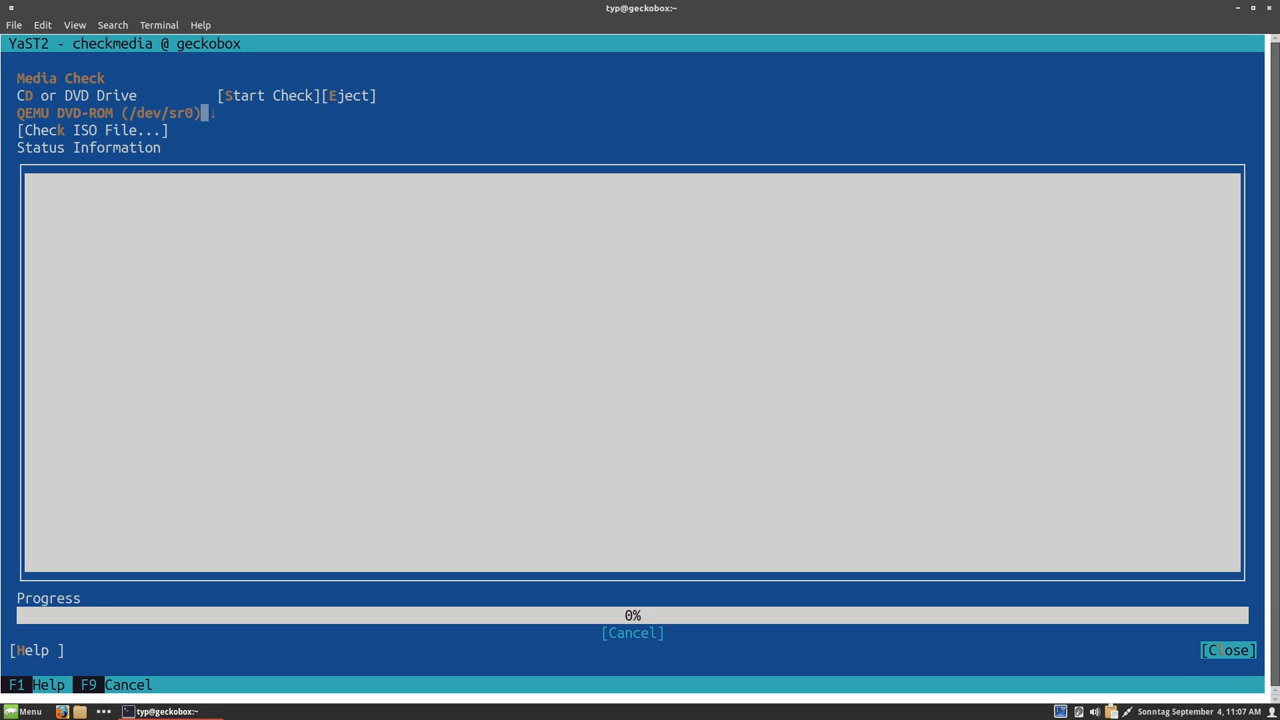 typ@geckobox:~
File Edit View Search Terminal Help
YaST2 - checkmedia @ geckobox
Media Check
CD or DVD Drive [Start Check][Eject]
QEMU DVD-ROM (/dev/sr0) ↓
[Check ISO File...]
Status Information
Progress
0%
[Cancel]
[Help ] [Close]
F1 Help F9 Cancel
Menu typ@geckobox:~ Sonntag September 4, 11:07 AM